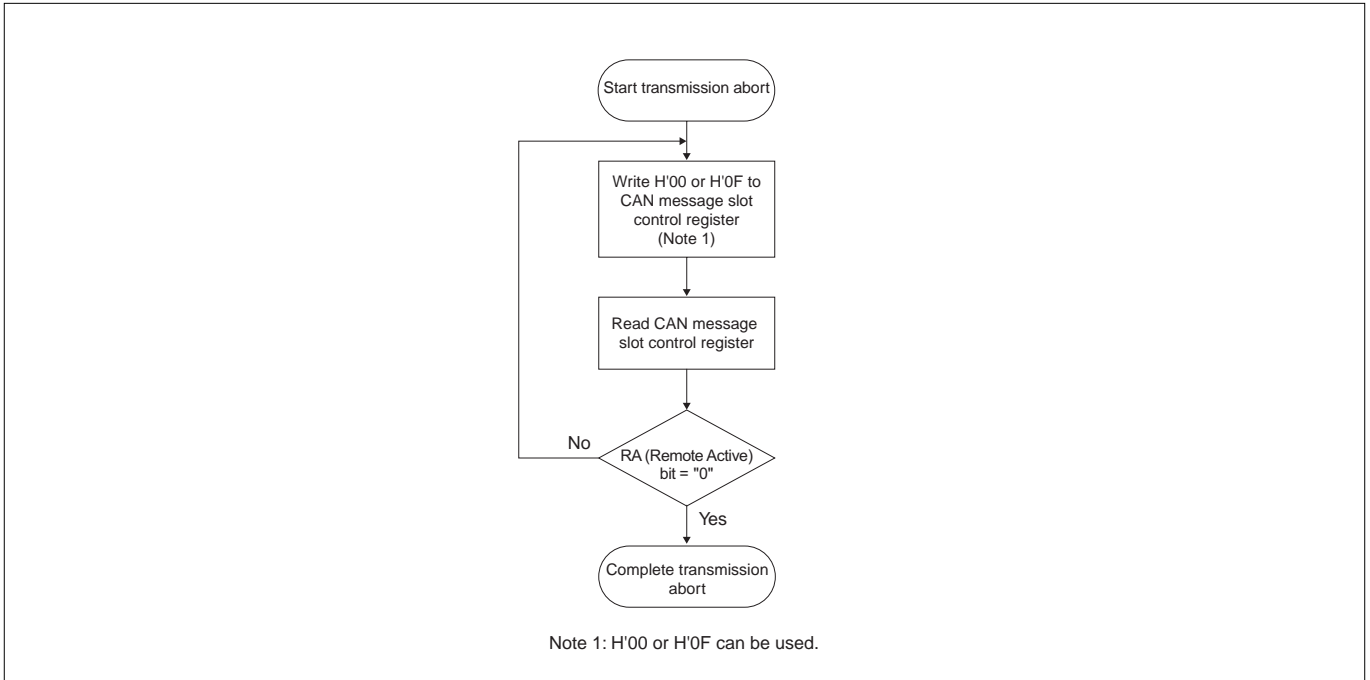 Start transmission abort
Write H'00 or H'0F to
CAN message slot
control register
(Note 1)
Read CAN message
slot control register
No
RA (Remote Active)
bit = "0"
Yes
Complete transmission
abort
Note 1: H'00 or H'0F can be used.